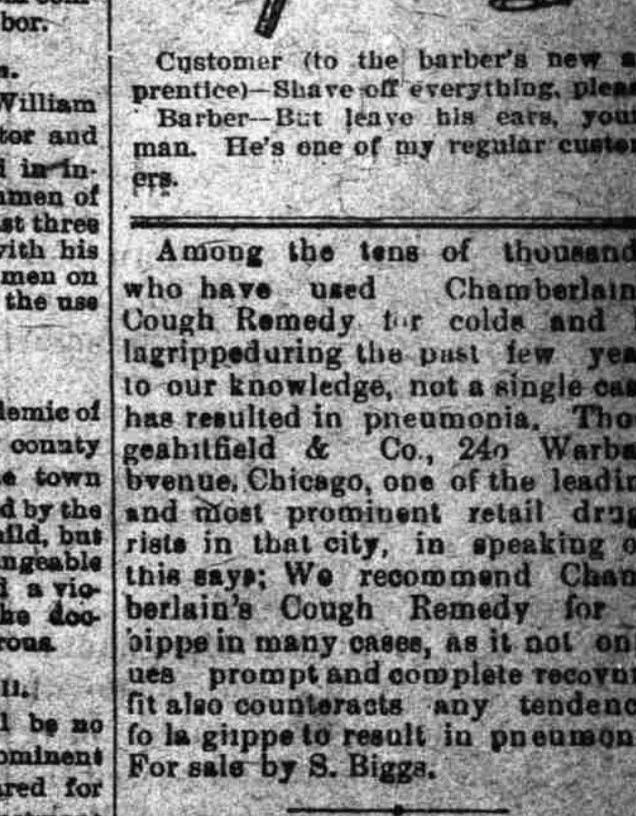 bor.
William
tor and
d in in-
men of
st three
with his
men on
the use
demic of
county
e town
d by the
ild, but
ngeable
d a vio-
he doc-
rous.
ll.
l be no
ominent
ared for
Customer (to the barber's new a
prentice)—Shave off everything, pleas
Barber—But leave his ears, you
man. He's one of my regular custo
ers.
Among the tens of thousand
who have used Chamberlain
Cough Remedy for colds and l
lagrippeduring the past few yea
to our knowledge, not a single cas
has resulted in pneumonia. Tho
geahitfield & Co., 240 Warba
bvenue, Chicago, one of the leadin
and most prominent retail drug
rists in that city, in speaking o
this says; We recommend Cham
berlain's Cough Remedy for
bippe in many cases, as it not on
ues prompt and complete recovn
fit also counteracts any tendenc
fo la giippe to result in pneumon
For sale by S. Biggs.